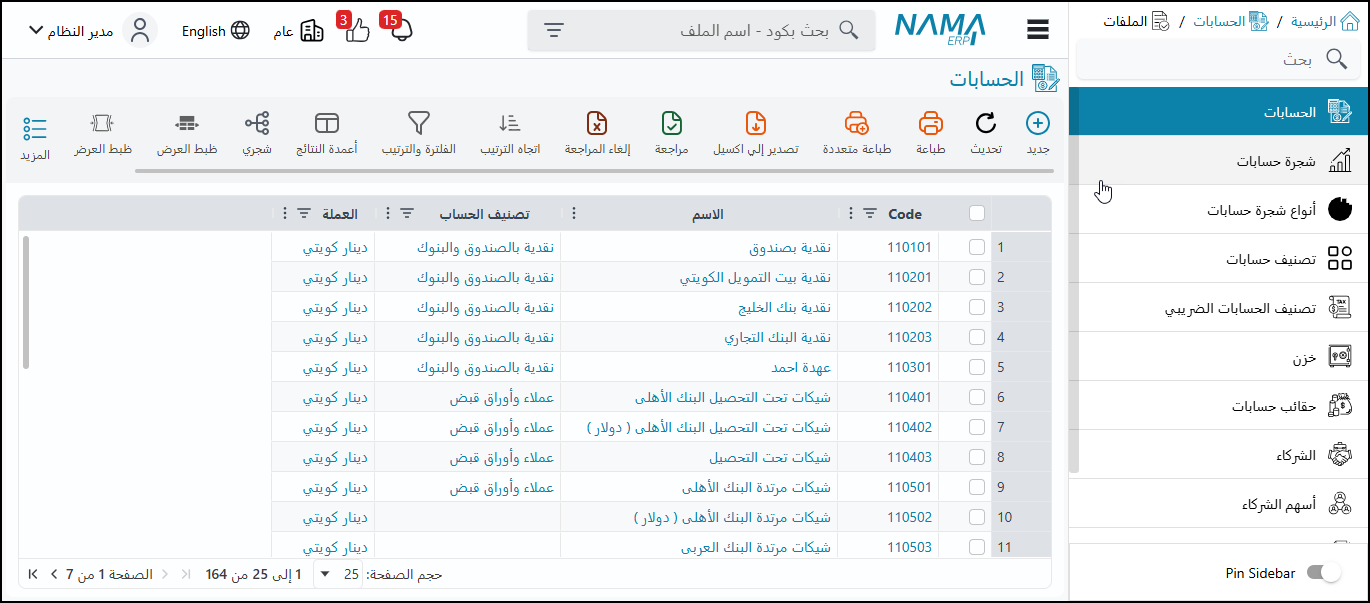 الرئيسية / الحسابات / الملفات
بحث
الحسابات
شجرة حسابات
أنواع شجرة حسابات
تصنيف حسابات
تصنيف الحسابات الضريبي
خزن
حقائب حسابات
الشركاء
أسهم الشركاء
Pin Sidebar
NAMA ERP
بحث بكود - اسم الملف
15
3
عام
English
مدير النظام
الحسابات
جديد
تحديث
طباعة
طباعة متعددة
تصدير إلي اكسيل
مراجعة
إلغاء المراجعة
اتجاه الترتيب
الفلترة والترتيب
أعمدة النتائج
شجري
ظبط العرض
ظبط العرض
المزيد
Code الاسم تصنيف الحساب العملة
1 110101 نقدية بصندوق نقدية بالصندوق والبنوك دينار كويتي
2 110201 نقدية بيت التمويل الكويتي نقدية بالصندوق والبنوك دينار كويتي
3 110202 نقدية بنك الخليج نقدية بالصندوق والبنوك دينار كويتي
4 110203 نقدية البنك التجاري نقدية بالصندوق والبنوك دينار كويتي
5 110301 عهدة احمد نقدية بالصندوق والبنوك دينار كويتي
6 110401 شيكات تحت التحصيل البنك الأهلى عملاء وأوراق قبض دينار كويتي
7 110402 شيكات تحت التحصيل البنك الأهلى ( دولار ) عملاء وأوراق قبض دينار كويتي
8 110403 شيكات تحت التحصيل عملاء وأوراق قبض دينار كويتي
9 110501 شيكات مرتدة البنك الأهلى عملاء وأوراق قبض دينار كويتي
10 110502 شيكات مرتدة البنك الأهلى ( دولار ) دينار كويتي
11 110503 شيكات مرتدة البنك العربى دينار كويتي
حجم الصفحة: 25 1 إلى 25 من 164 الصفحة 1 من 7